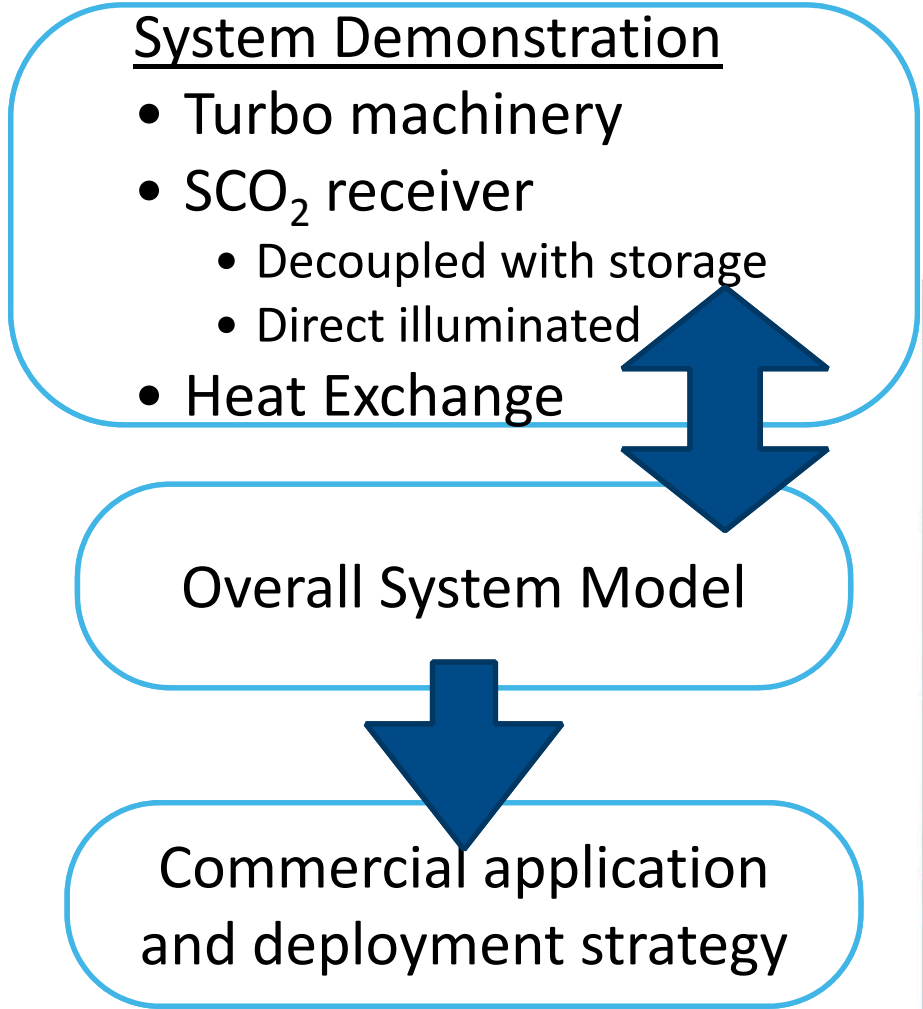 System Demonstration
• Turbo machinery
• SCO₂ receiver
• Decoupled with storage
• Direct illuminated
• Heat Exchange
Overall System Model
Commercial application
and deployment strategy